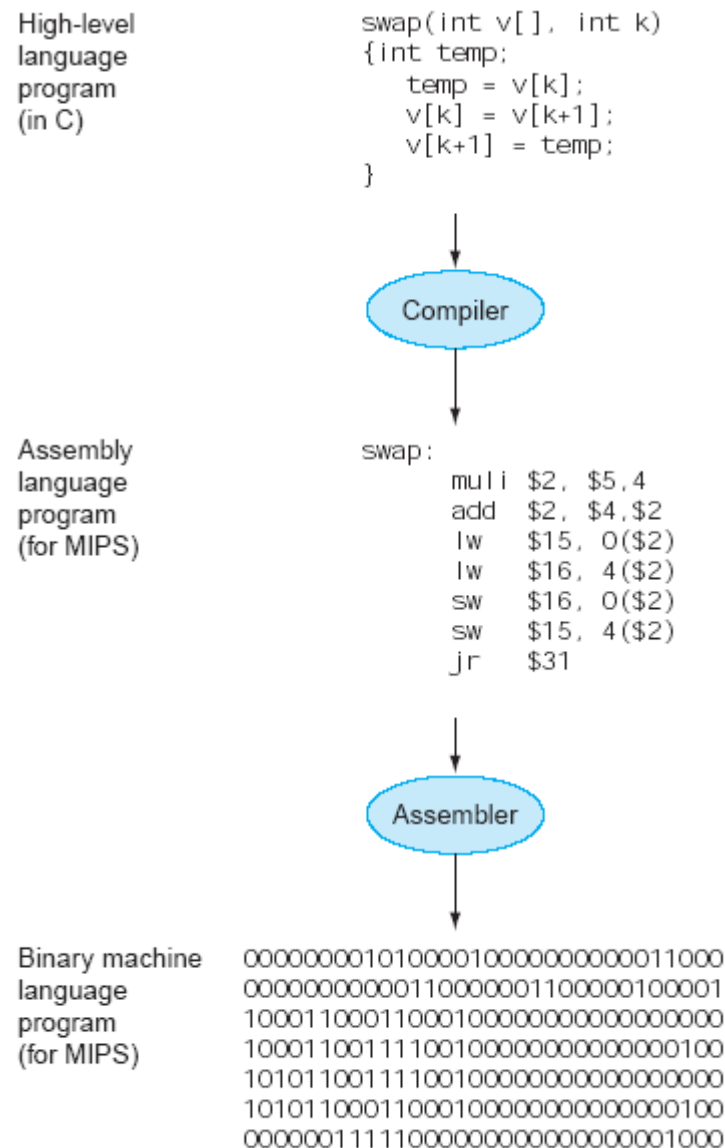 High-level
language
program
(in C)
swap(int v[], int k)
{int temp;
temp = v[k];
v[k] = v[k+1];
v[k+1] = temp;
}
Compiler
Assembly
language
program
(for MIPS)
swap:
muli $2, $5,4
add $2, $4,$2
lw $15, 0($2)
lw $16, 4($2)
sw $16, 0($2)
sw $15, 4($2)
jr $31
Assembler
Binary machine
language
program
(for MIPS)
00000000101000010000000000011000
00000000000110000001100000100001
10001100011000100000000000000000
10001100111100100000000000000100
10101100111100100000000000000000
10101100011000100000000000000100
00000011111000000000000000001000